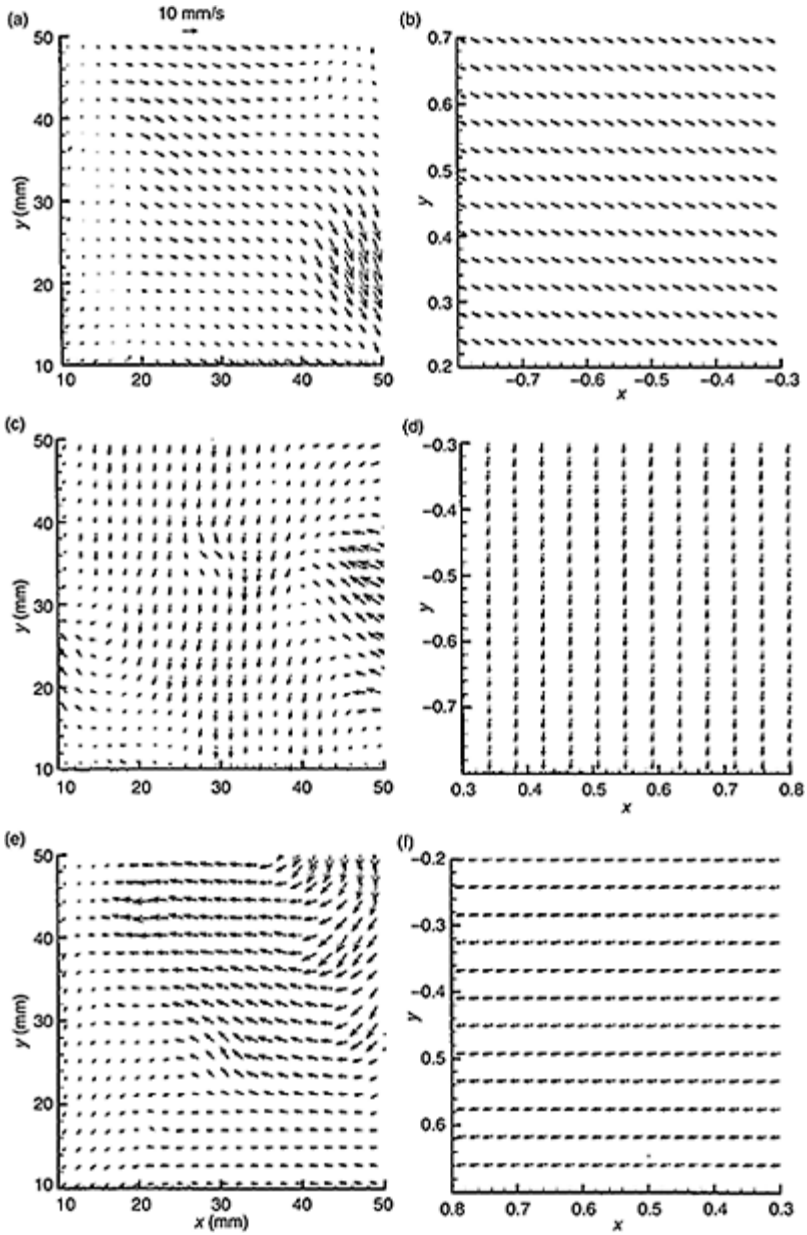 (a)
10 mm/s
50
40
30
20
10
y (mm)
10 20 30 40 50
(b)
0.7
0.6
0.5
0.4
0.3
0.2
y
−0.7 −0.6 −0.5 −0.4 −0.3
x
(c)
50
40
30
20
10
y (mm)
10 20 30 40 50
(d)
−0.3
−0.4
−0.5
−0.6
−0.7
y
0.3 0.4 0.5 0.6 0.7 0.8
x
(e)
50
40
30
20
10
y (mm)
10 20 30 40 50
x (mm)
(f)
−0.2
−0.3
−0.4
0.5
0.6
y
0.8 0.7 0.6 0.5 0.4 0.3
x